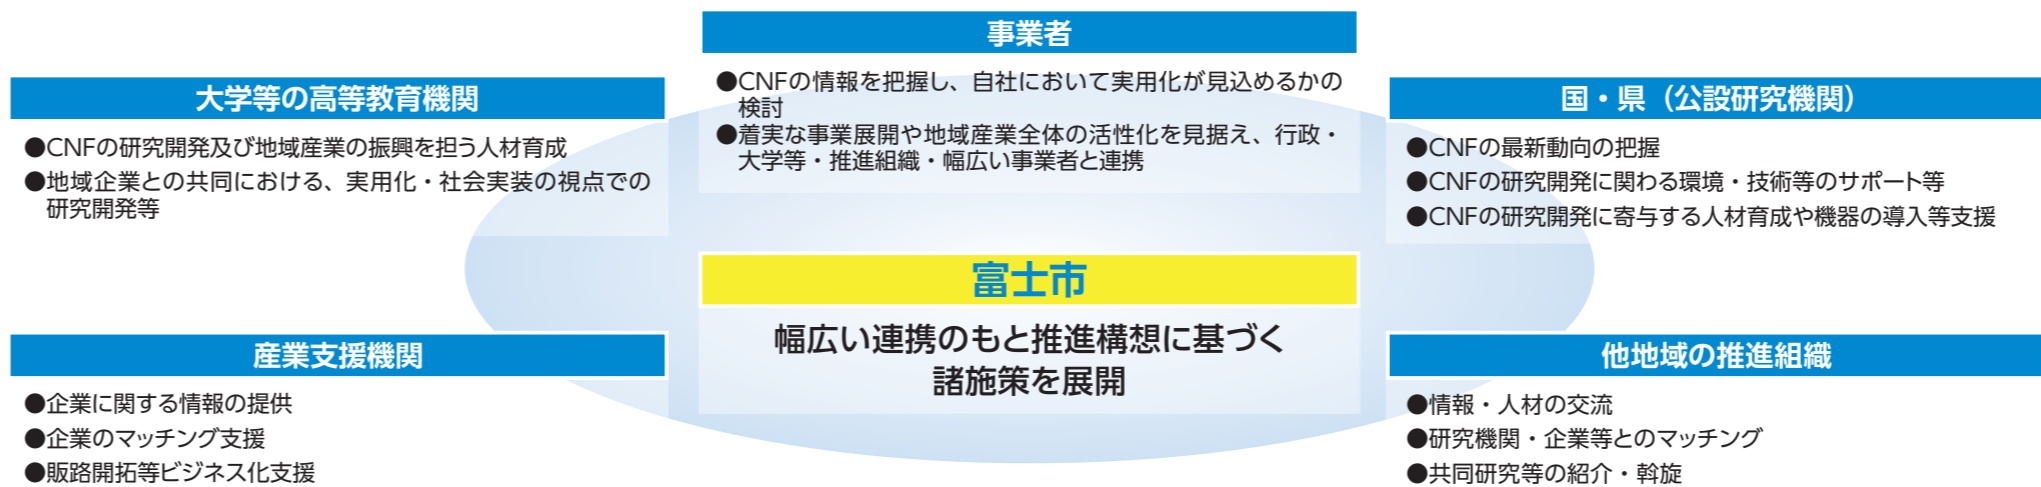 事業者
●CNFの情報を把握し、自社において実用化が見込めるかの
検討
●着実な事業展開や地域産業全体の活性化を見据え、行政・
大学等・推進組織・幅広い事業者と連携
大学等の高等教育機関
●CNFの研究開発及び地域産業の振興を担う人材育成
●地域企業との共同における、実用化・社会実装の視点での
研究開発等
国・県（公設研究機関）
●CNFの最新動向の把握
●CNFの研究開発に関わる環境・技術等のサポート等
●CNFの研究開発に寄与する人材育成や機器の導入等支援
富士市
幅広い連携のもと推進構想に基づく
諸施策を展開
産業支援機関
●企業に関する情報の提供
●企業のマッチング支援
●販路開拓等ビジネス化支援
他地域の推進組織
●情報・人材の交流
●研究機関・企業等とのマッチング
●共同研究等の紹介・斡旋